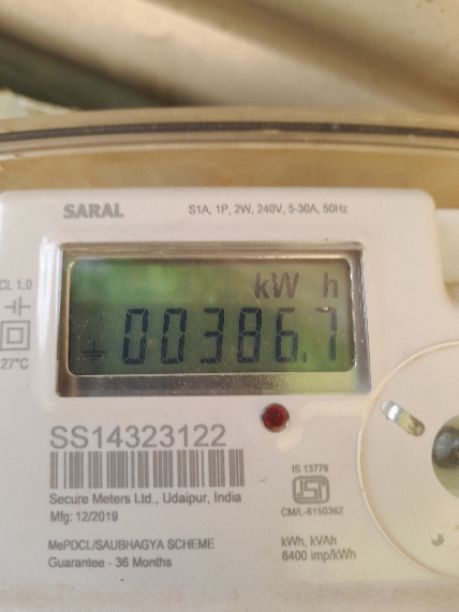 SARAL
S1A, 1P, 2W, 240V, 5-30A, 50Hz
CL 1.0
kW h
00386.7
27°C
SS14323122
Secure Meters Ltd., Udaipur, India
Mfg: 12/2019
IS 13779
CM/L-8150362
MePDCL/SAUBHAGYA SCHEME
Guarantee - 36 Months
kWh, kVAh
6400 imp/kWh